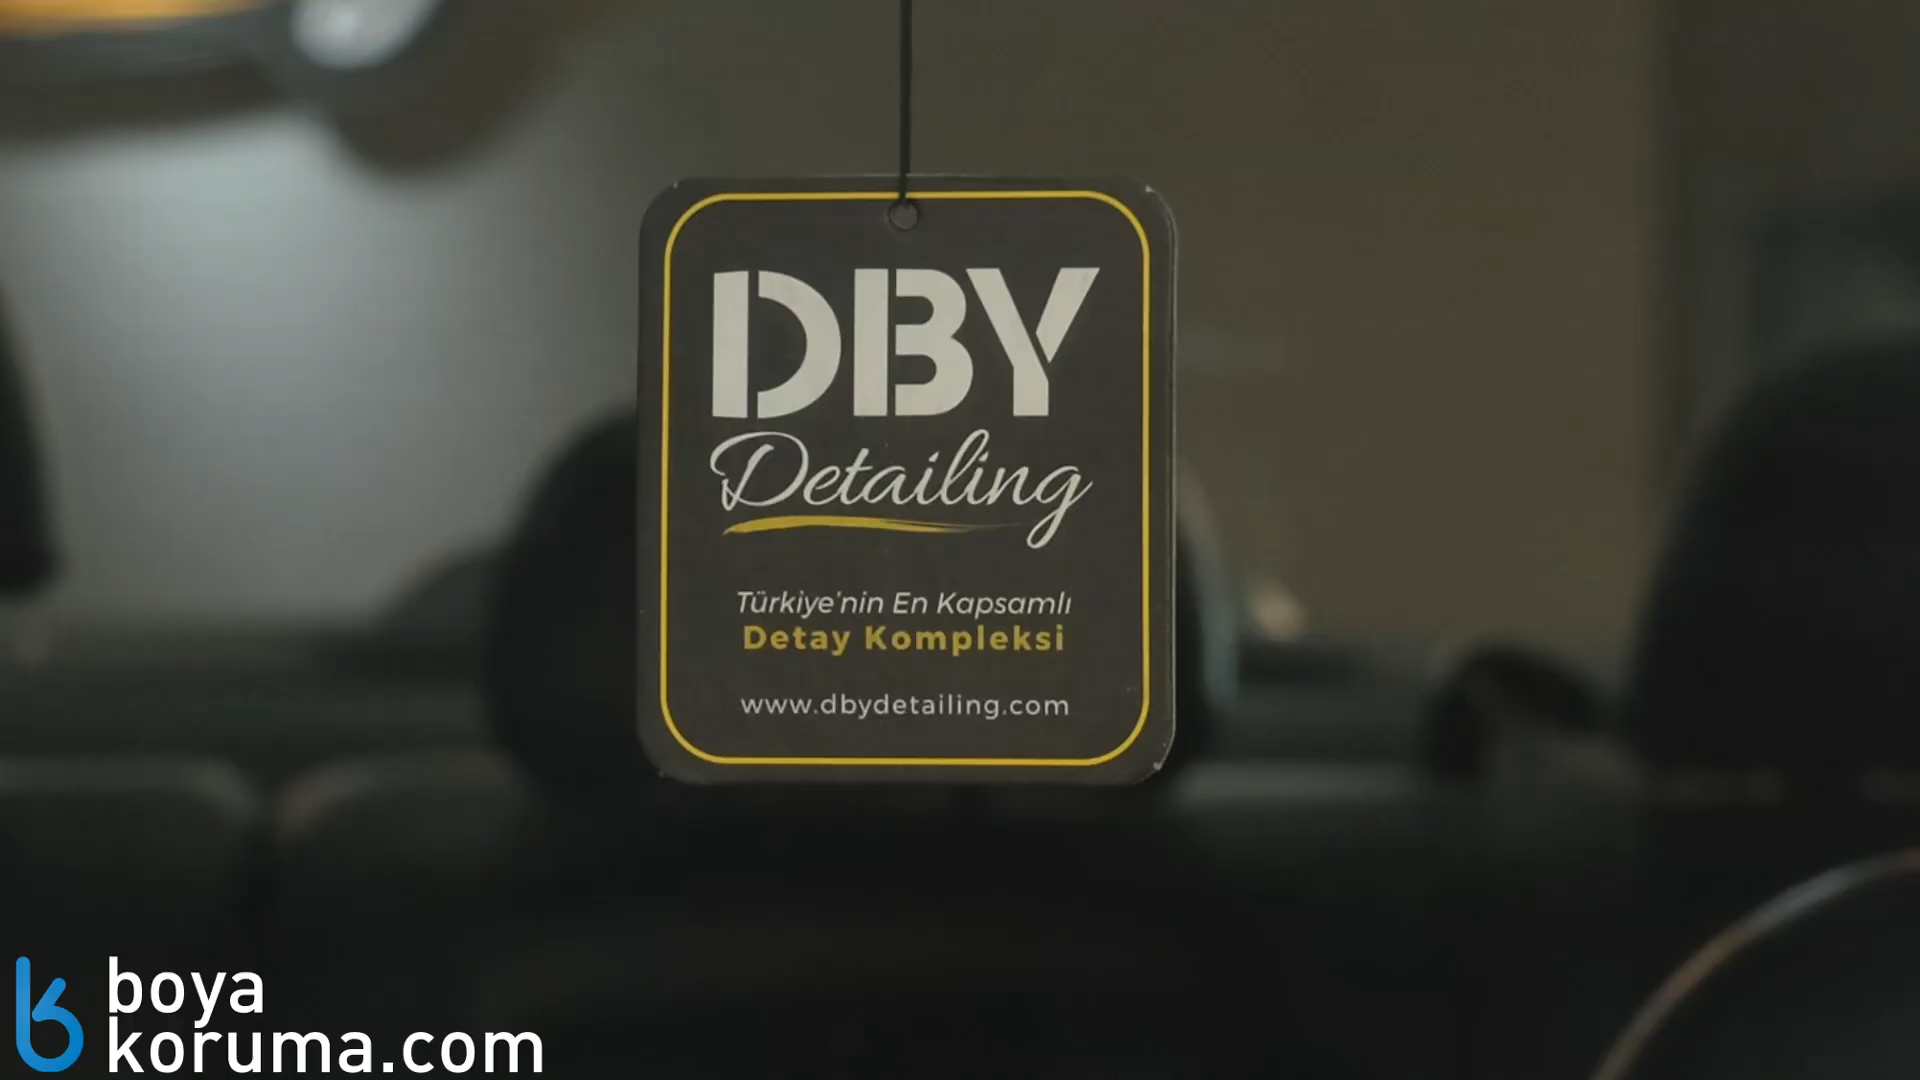 DBY
Detailing
Türkiye'nin En Kapsamlı
Detay Kompleksi
www.dbydetailing.com
boya
koruma.com